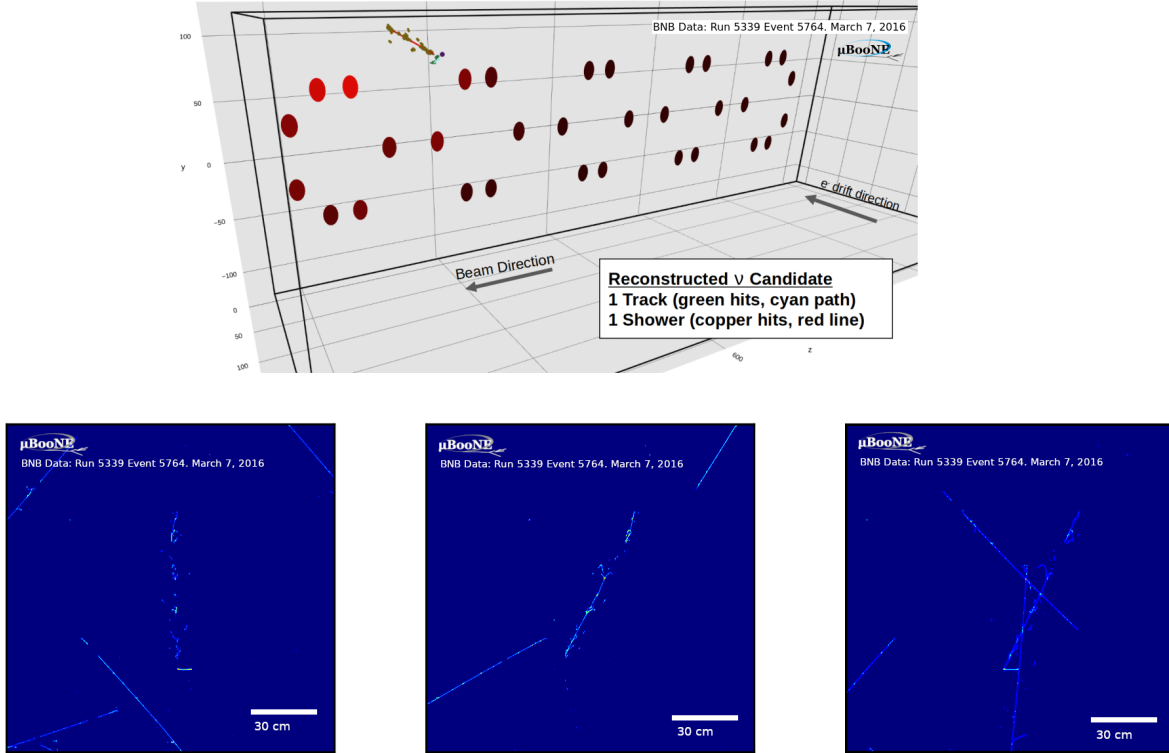 BNB Data: Run 5339 Event 5764. March 7, 2016
μBooNE
100
50
y
0
−50
−100
0
50
100
e⁻ drift direction
Beam Direction
Reconstructed ν Candidate
1 Track (green hits, cyan path)
1 Shower (copper hits, red line)
600
z
μBooNE
BNB Data: Run 5339 Event 5764. March 7, 2016
30 cm
μBooNE
BNB Data: Run 5339 Event 5764. March 7, 2016
30 cm
μBooNE
BNB Data: Run 5339 Event 5764. March 7, 2016
30 cm